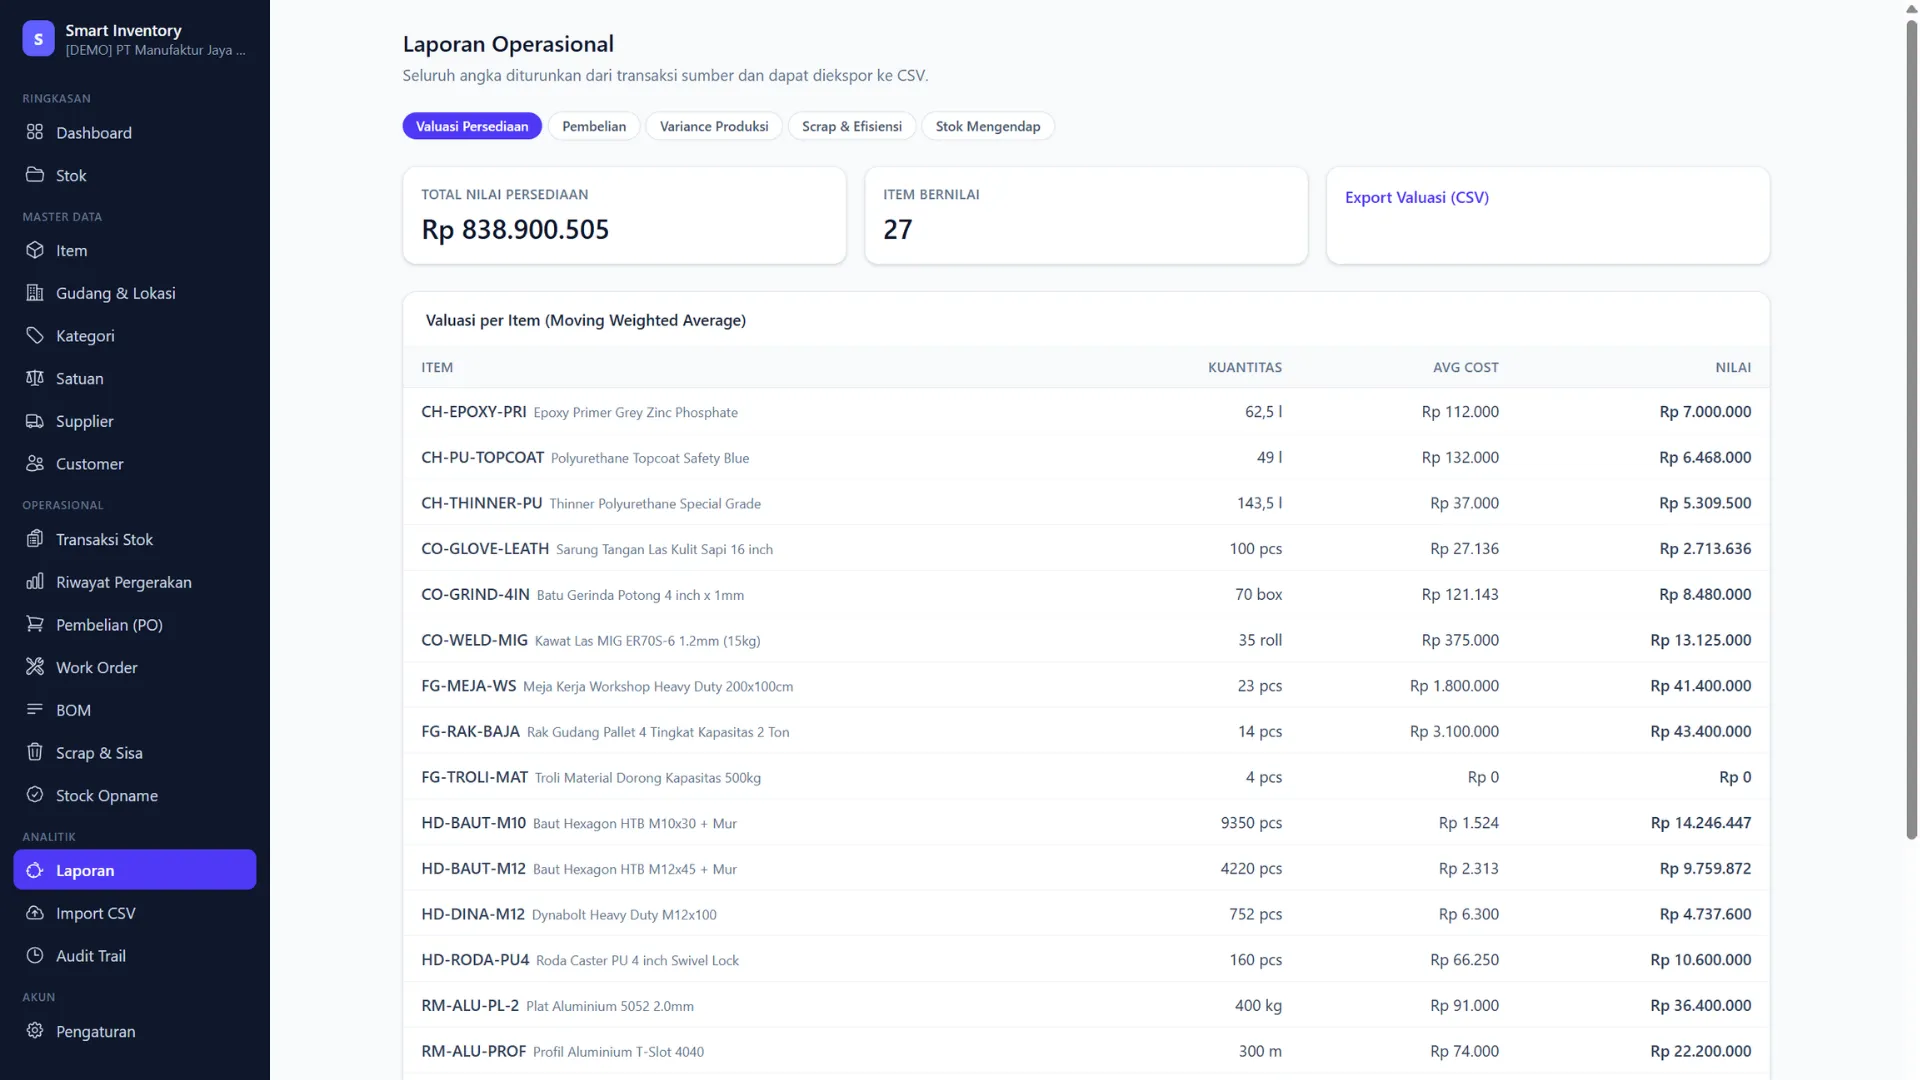 S
Smart Inventory
[DEMO] PT Manufaktur Jaya ...
RINGKASAN
Dashboard
Stok
MASTER DATA
Item
Gudang & Lokasi
Kategori
Satuan
Supplier
Customer
OPERASIONAL
Transaksi Stok
Riwayat Pergerakan
Pembelian (PO)
Work Order
BOM
Scrap & Sisa
Stock Opname
ANALITIK
Laporan
Import CSV
Audit Trail
AKUN
Pengaturan
Laporan Operasional
Seluruh angka diturunkan dari transaksi sumber dan dapat diekspor ke CSV.
Valuasi Persediaan Pembelian Variance Produksi Scrap & Efisiensi Stok Mengendap
TOTAL NILAI PERSEDIAAN
Rp 838.900.505
ITEM BERNILAI
27
Export Valuasi (CSV)
Valuasi per Item (Moving Weighted Average)
ITEM KUANTITAS AVG COST NILAI
CH-EPOXY-PRI Epoxy Primer Grey Zinc Phosphate 62,5 l Rp 112.000 Rp 7.000.000
CH-PU-TOPCOAT Polyurethane Topcoat Safety Blue 49 l Rp 132.000 Rp 6.468.000
CH-THINNER-PU Thinner Polyurethane Special Grade 143,5 l Rp 37.000 Rp 5.309.500
CO-GLOVE-LEATH Sarung Tangan Las Kulit Sapi 16 inch 100 pcs Rp 27.136 Rp 2.713.636
CO-GRIND-4IN Batu Gerinda Potong 4 inch x 1mm 70 box Rp 121.143 Rp 8.480.000
CO-WELD-MIG Kawat Las MIG ER70S-6 1.2mm (15kg) 35 roll Rp 375.000 Rp 13.125.000
FG-MEJA-WS Meja Kerja Workshop Heavy Duty 200x100cm 23 pcs Rp 1.800.000 Rp 41.400.000
FG-RAK-BAJA Rak Gudang Pallet 4 Tingkat Kapasitas 2 Ton 14 pcs Rp 3.100.000 Rp 43.400.000
FG-TROLI-MAT Troli Material Dorong Kapasitas 500kg 4 pcs Rp 0 Rp 0
HD-BAUT-M10 Baut Hexagon HTB M10x30 + Mur 9350 pcs Rp 1.524 Rp 14.246.447
HD-BAUT-M12 Baut Hexagon HTB M12x45 + Mur 4220 pcs Rp 2.313 Rp 9.759.872
HD-DINA-M12 Dynabolt Heavy Duty M12x100 752 pcs Rp 6.300 Rp 4.737.600
HD-RODA-PU4 Roda Caster PU 4 inch Swivel Lock 160 pcs Rp 66.250 Rp 10.600.000
RM-ALU-PL-2 Plat Aluminium 5052 2.0mm 400 kg Rp 91.000 Rp 36.400.000
RM-ALU-PROF Profil Aluminium T-Slot 4040 300 m Rp 74.000 Rp 22.200.000